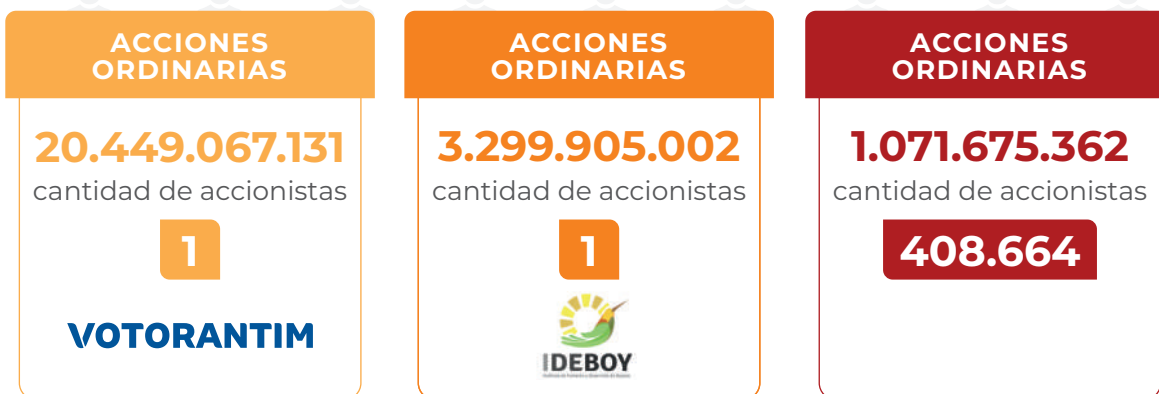 ACCIONES
ORDINARIAS
20.449.067.131
cantidad de accionistas
1
VOTORANTIM
ACCIONES
ORDINARIAS
3.299.905.002
cantidad de accionistas
1
IDEBOY
ACCIONES
ORDINARIAS
1.071.675.362
cantidad de accionistas
408.664